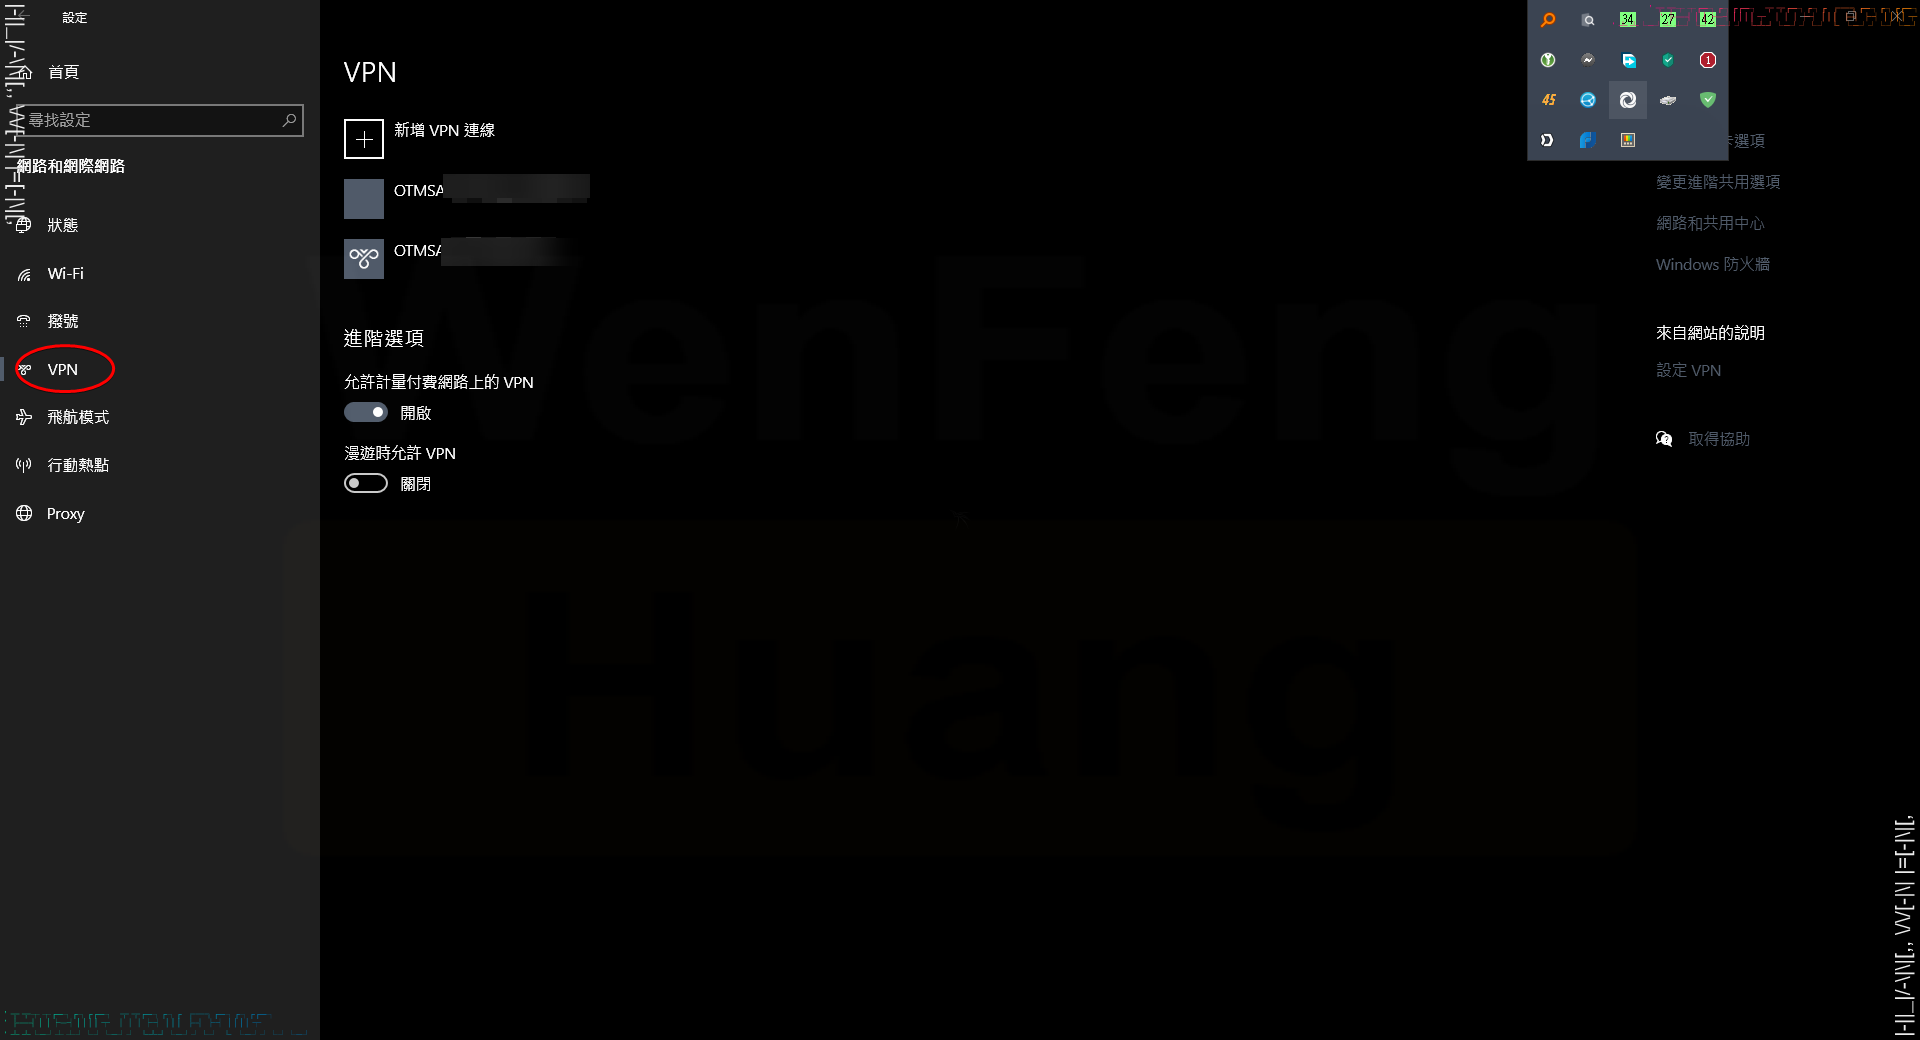 設定
首頁
尋找設定
網路和網際網路
狀態
Wi-Fi
撥號
VPN
飛航模式
行動熱點
Proxy
VPN
新增 VPN 連線
OTMSA
OTMSA
進階選項
允許計量付費網路上的 VPN
開啟
漫遊時允許 VPN
關閉
34
27
42
1
45
選項
變更進階共用選項
網路和共用中心
Windows 防火牆
來自網站的說明
設定 VPN
取得協助
WenFeng
Huang